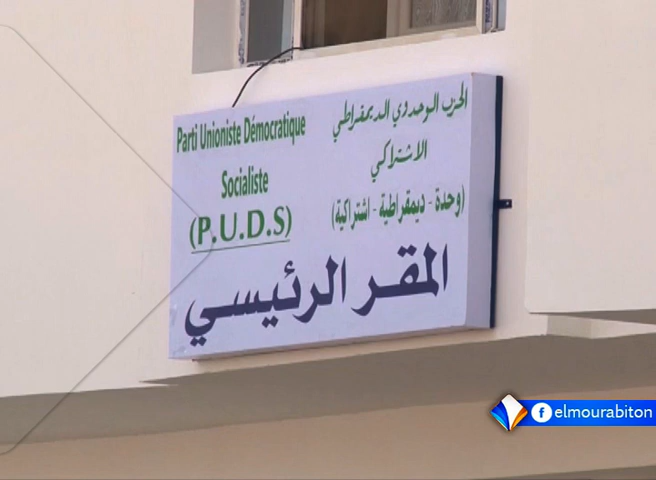 Parti Unioniste Démocratique
Socialiste
(P.U.D.S)
الحزب الوحدوي الديمقراطي
الاشتراكي
(وحدة - ديمقراطية - اشتراكية)
المقر الرئيسي
elmourabiton